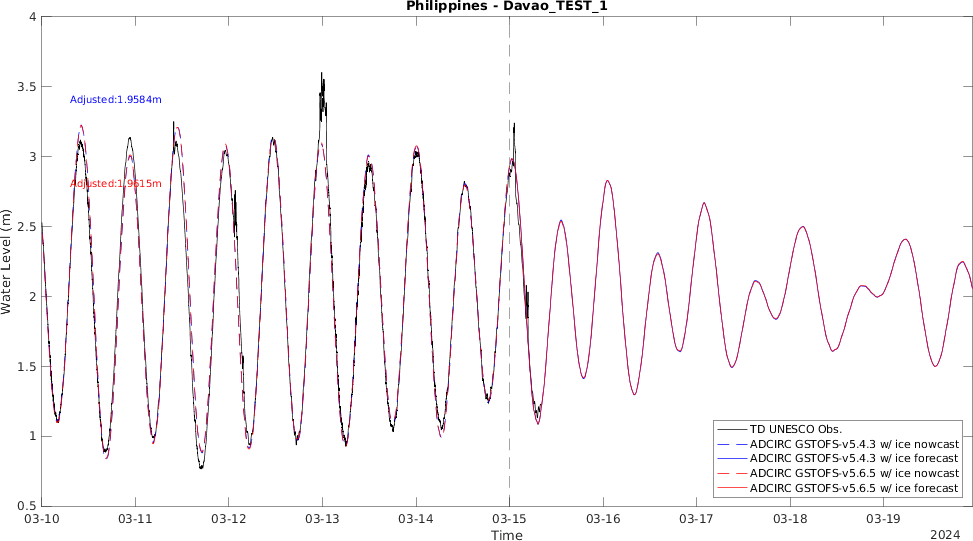 Philippines - Davao_TEST_1
4
3.5
3
2.5
2
1.5
1
0.5
Water Level (m)
Adjusted:1.9584m
Adjusted:1.9615m
TD UNESCO Obs.
ADCIRC GSTOFS-v5.4.3 w/ ice nowcast
ADCIRC GSTOFS-v5.4.3 w/ ice forecast
ADCIRC GSTOFS-v5.6.5 w/ ice nowcast
ADCIRC GSTOFS-v5.6.5 w/ ice forecast
03-10 03-11 03-12 03-13 03-14 03-15 03-16 03-17 03-18 03-19
Time
2024